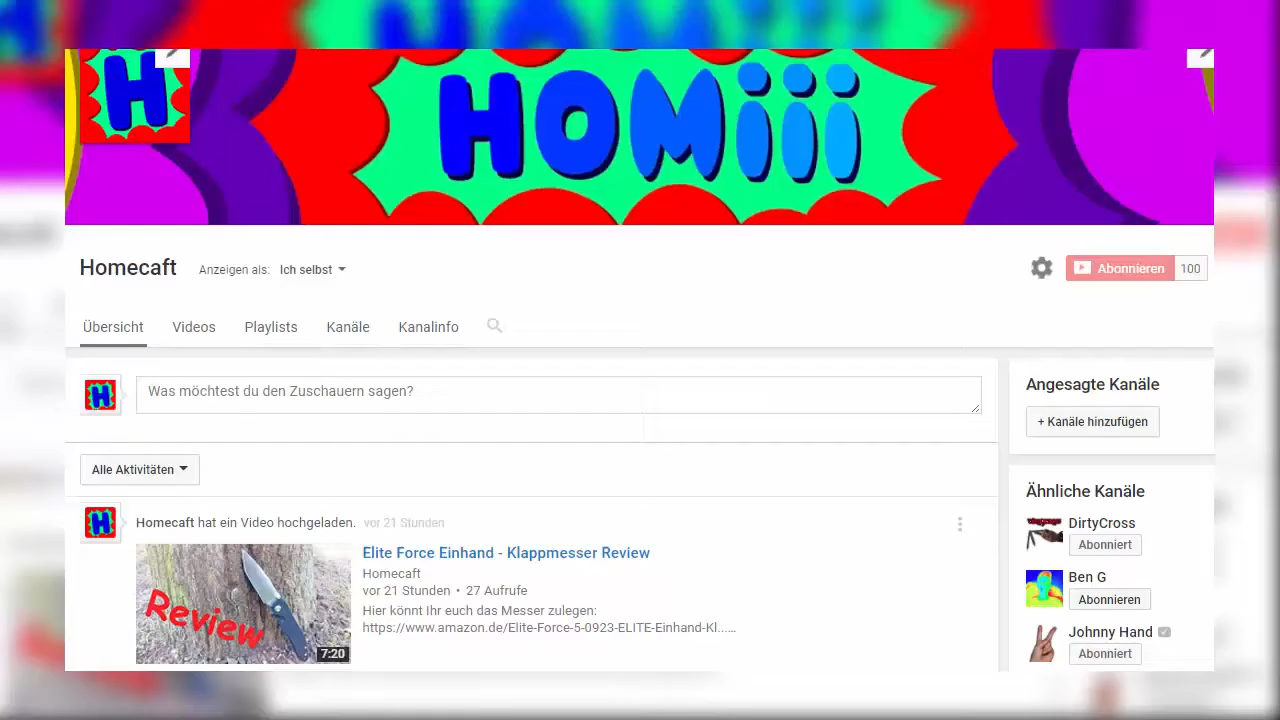 H
HOMiii
Homecaft Anzeigen als: Ich selbst
Abonnieren 100
Übersicht Videos Playlists Kanäle Kanalinfo
H
Was möchtest du den Zuschauern sagen?
Alle Aktivitäten
H
Homecaft hat ein Video hochgeladen. vor 21 Stunden
Review
7:20
Elite Force Einhand - Klappmesser Review
Homecaft
vor 21 Stunden • 27 Aufrufe
Hier könnt Ihr euch das Messer zulegen:
https://www.amazon.de/Elite-Force-5-0923-ELITE-Einhand-Kl...…
Angesagte Kanäle
+ Kanäle hinzufügen
Ähnliche Kanäle
DirtyCross
Abonniert
Ben G
Abonnieren
Johnny Hand
Abonniert